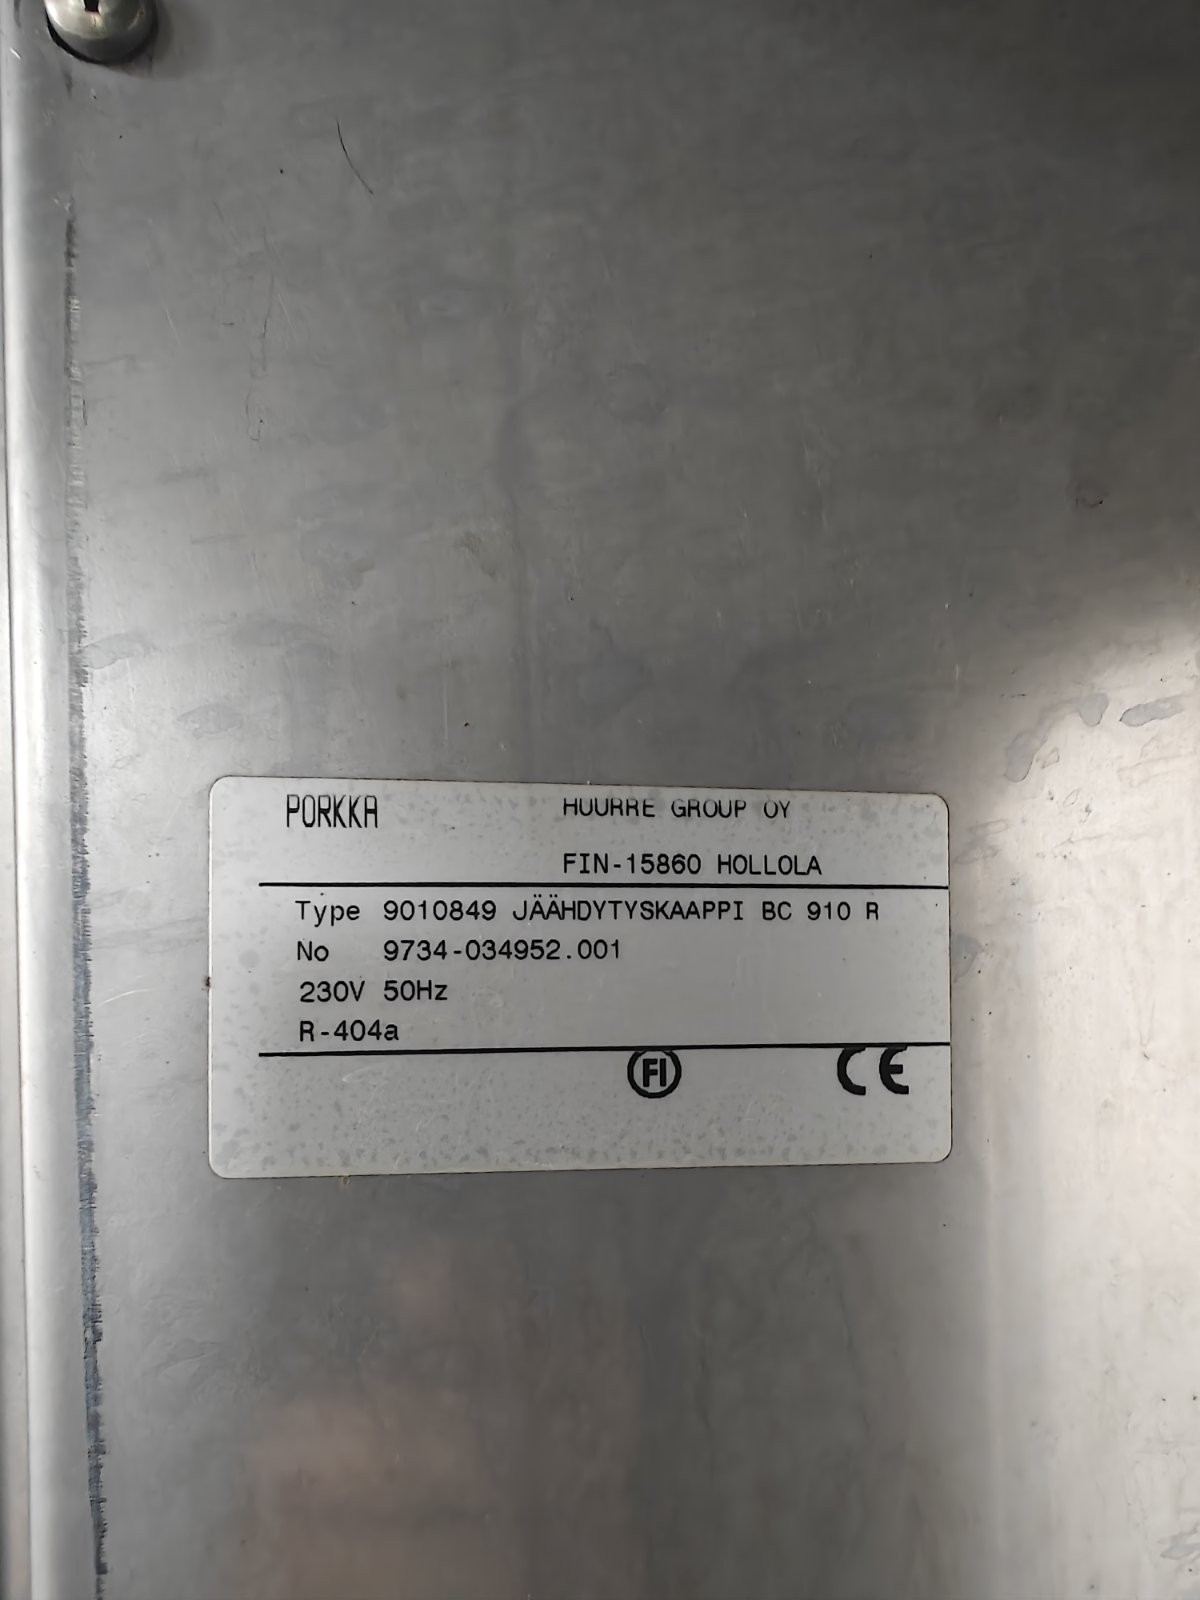 PORKKA HUURRE GROUP OY
FIN-15860 HOLLOLA
Type 9010849 JÄÄHDYTYSKAAPPI BC 910 R
No 9734-034952.001
230V 50Hz
R-404a
FI CE